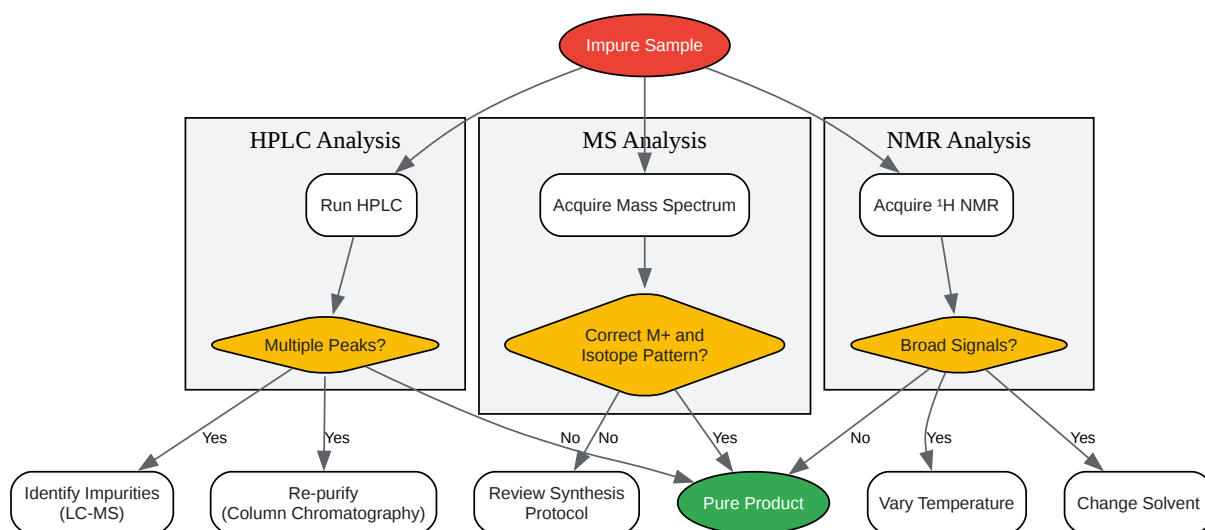 Impure Sample
HPLC Analysis
MS Analysis
NMR Analysis
Run HPLC
Acquire Mass Spectrum
Acquire ¹H NMR
Multiple Peaks?
Correct M+ and
Isotope Pattern?
Broad Signals?
Yes
Yes
No
No
Yes
No
Yes
Yes
Identify Impurities
(LC-MS)
Re-purify
(Column Chromatography)
Review Synthesis
Protocol
Pure Product
Vary Temperature
Change Solvent